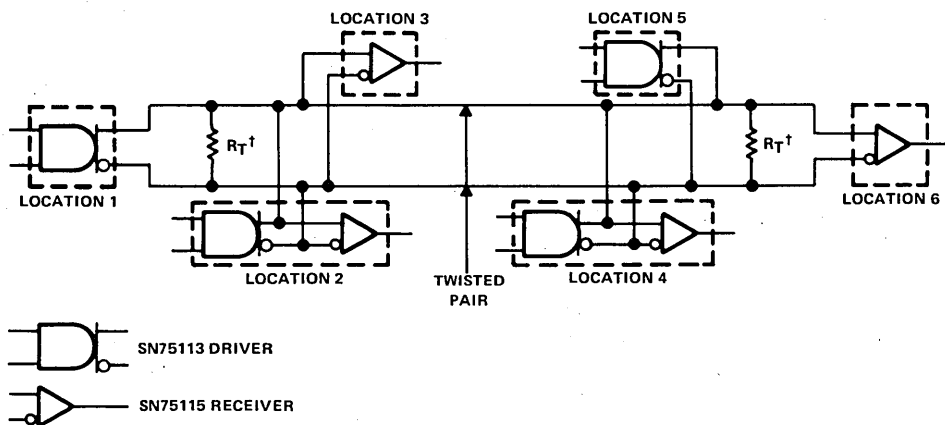 LOCATION 3
LOCATION 5
RT†
RT†
LOCATION 1
LOCATION 6
LOCATION 2
LOCATION 4
TWISTED
PAIR
SN75113 DRIVER
SN75115 RECEIVER